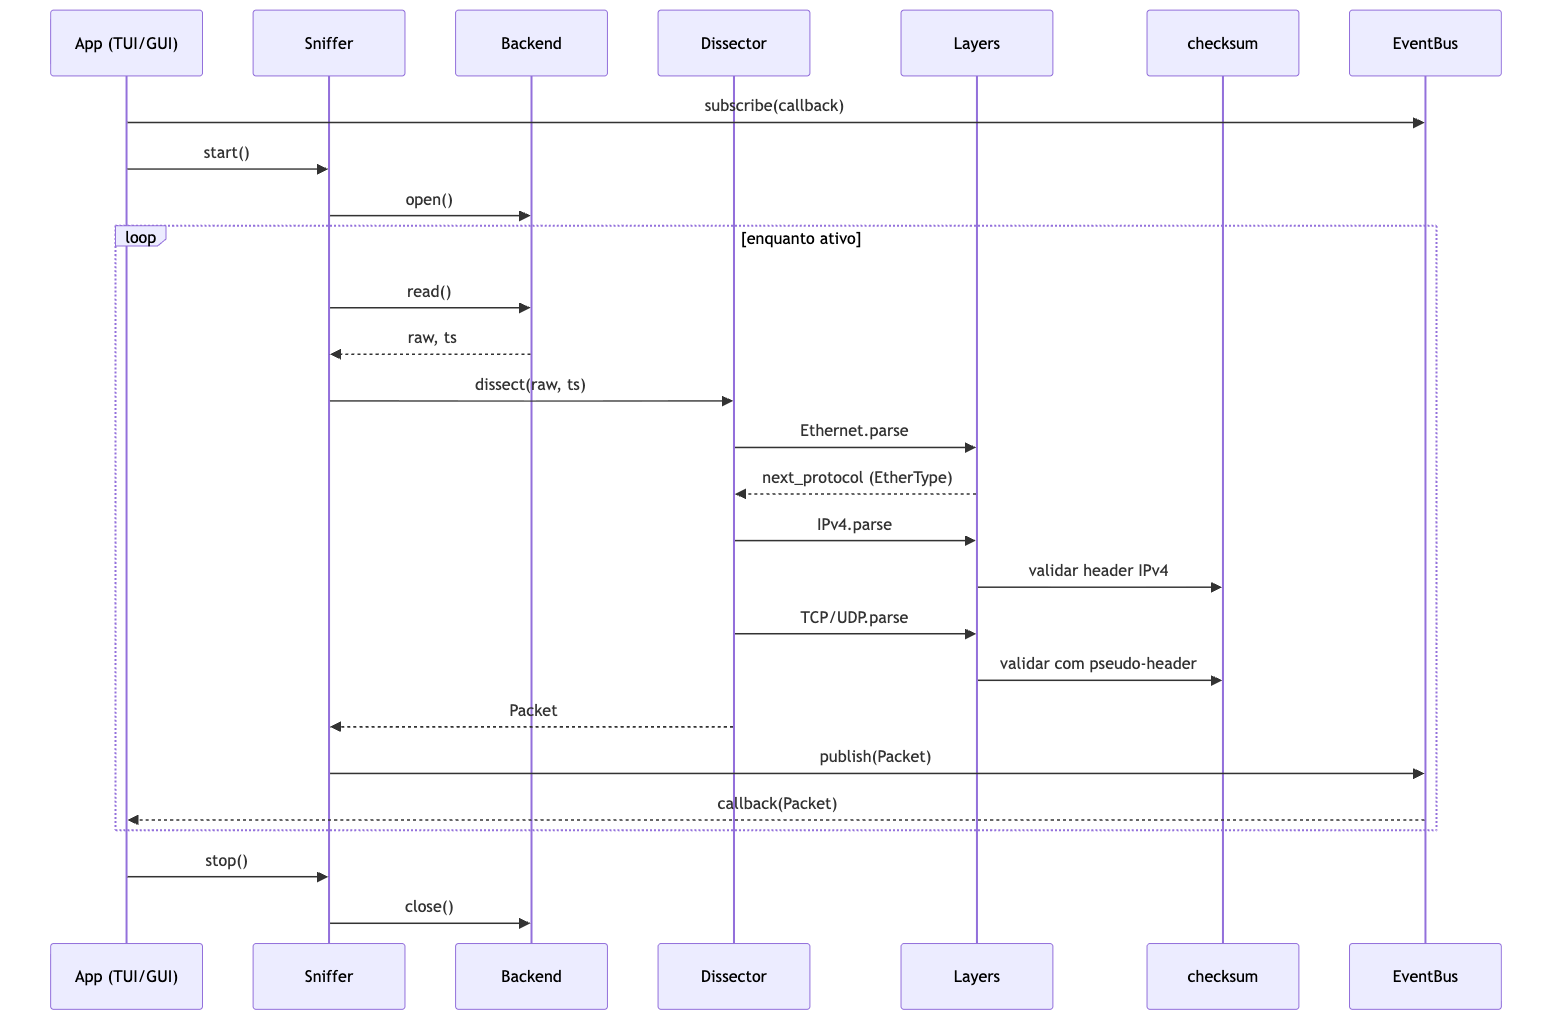 App (TUI/GUI)
Sniffer
Backend
Dissector
Layers
checksum
EventBus
subscribe(callback)
start()
open()
loop
[enquanto ativo]
read()
raw, ts
dissect(raw, ts)
Ethernet.parse
next_protocol (EtherType)
IPv4.parse
validar header IPv4
TCP/UDP.parse
validar com pseudo-header
Packet
publish(Packet)
callback(Packet)
stop()
close()
App (TUI/GUI)
Sniffer
Backend
Dissector
Layers
checksum
EventBus